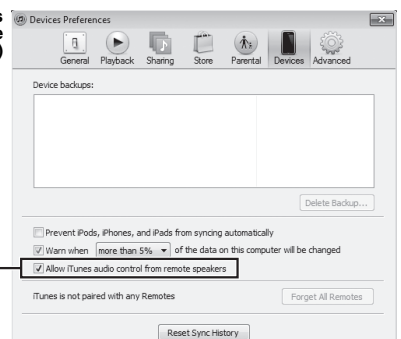 s
e
)
Devices Preferences
General Playback Sharing Store Parental Devices Advanced
Device backups:
Delete Backup...
Prevent iPods, iPhones, and iPads from syncing automatically
Warn when more than 5% of the data on this computer will be changed
Allow iTunes audio control from remote speakers
iTunes is not paired with any Remotes
Forget All Remotes
Reset Sync History